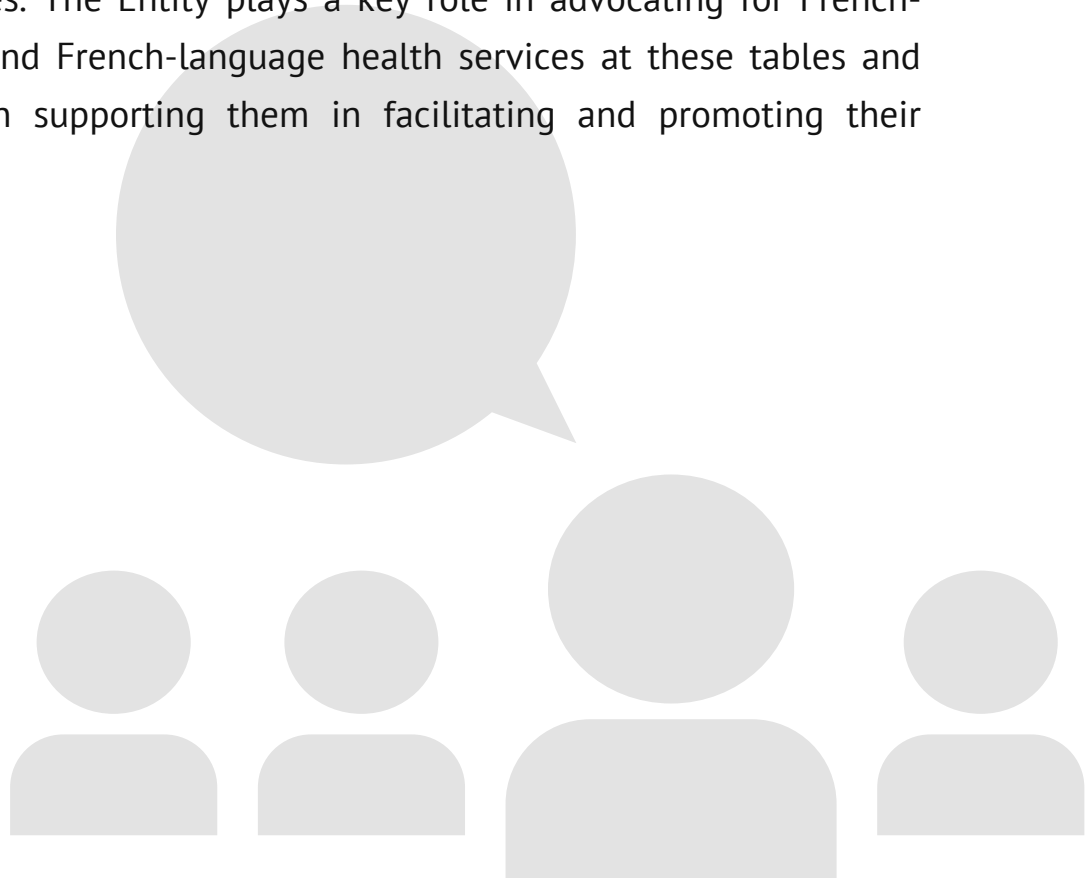 es. The Entity plays a key role in advocating for French-
nd French-language health services at these tables and
n supporting them in facilitating and promoting their